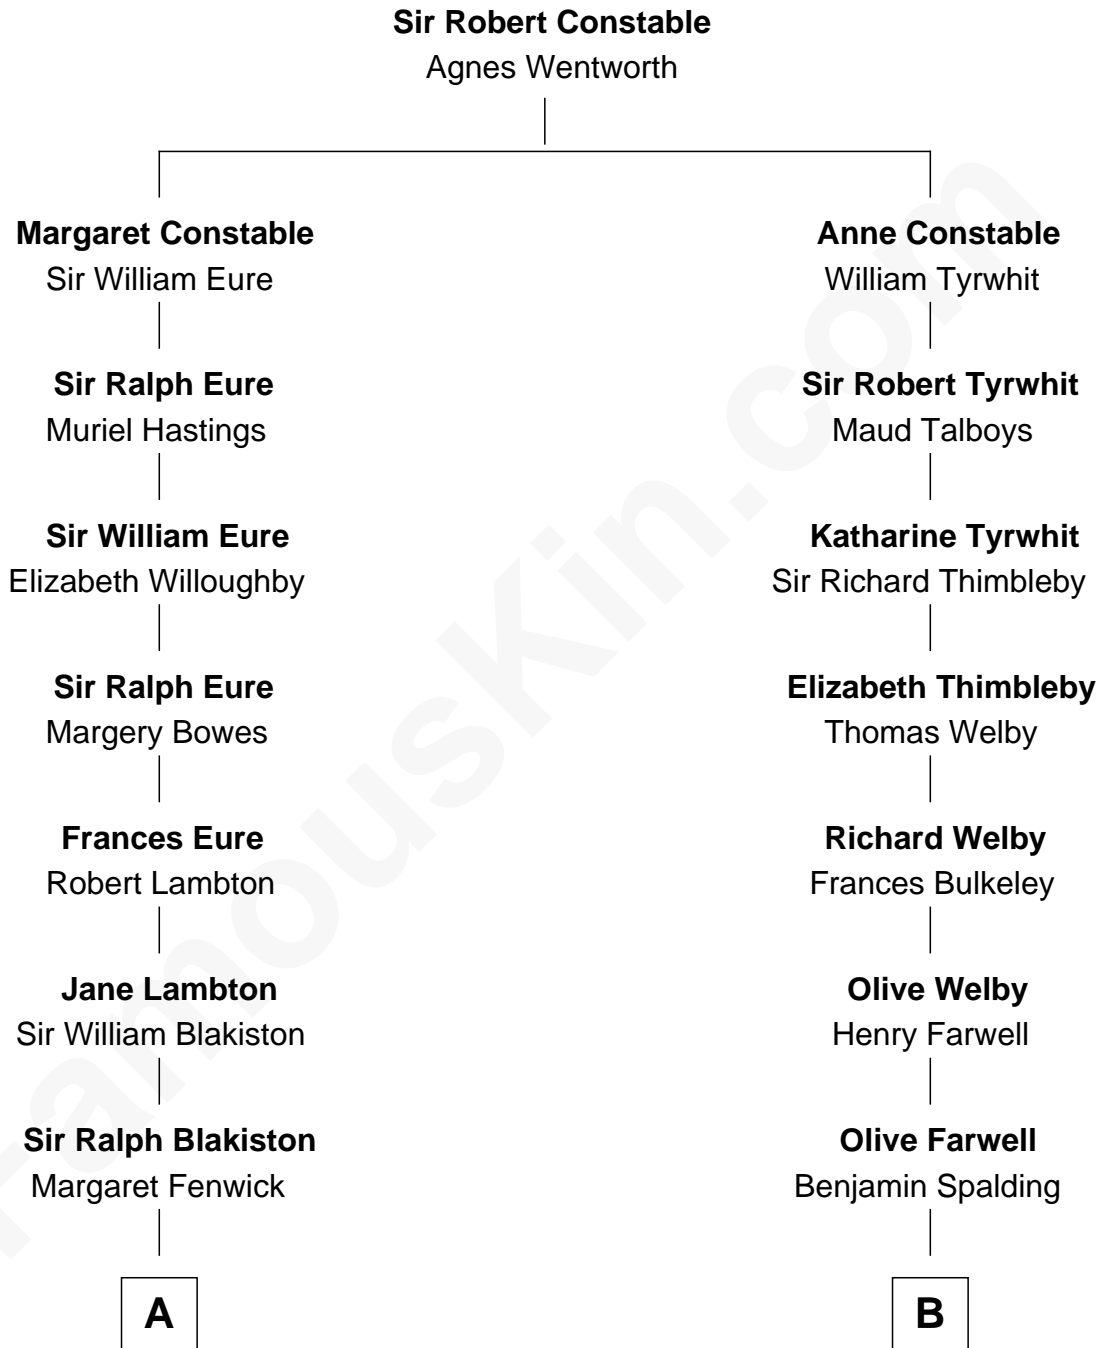 Sir Robert Constable
Agnes Wentworth
Margaret Constable
Sir William Eure
Sir Ralph Eure
Muriel Hastings
Sir William Eure
Elizabeth Willoughby
Sir Ralph Eure
Margery Bowes
Frances Eure
Robert Lambton
Jane Lambton
Sir William Blakiston
Sir Ralph Blakiston
Margaret Fenwick
A
Anne Constable
William Tyrwhit
Sir Robert Tyrwhit
Maud Talboys
Katharine Tyrwhit
Sir Richard Thimbleby
Elizabeth Thimbleby
Thomas Welby
Richard Welby
Frances Bulkeley
Olive Welby
Henry Farwell
Olive Farwell
Benjamin Spalding
B
FamousKin.com